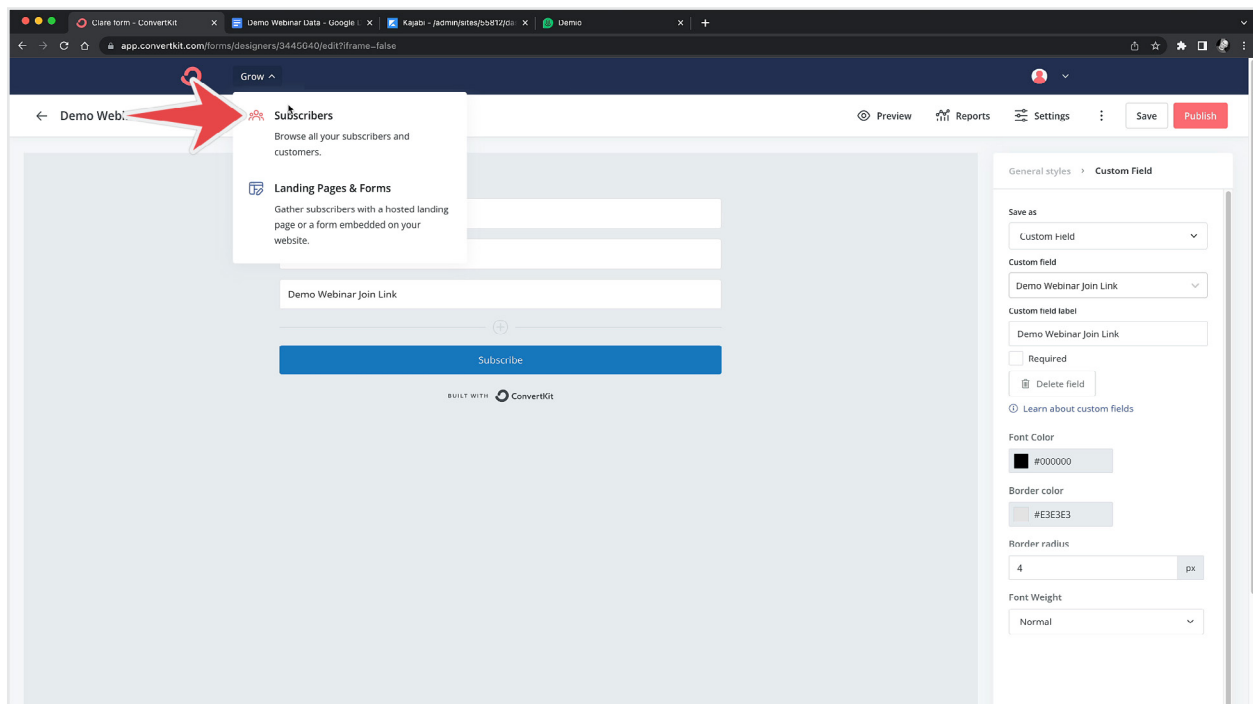 Clare form - ConvertKit
Demo Webinar Data - Google
Kajabi - /admin/sites/55812/da
Demio
app.convertkit.com/forms/designers/3445640/edit?iframe=false
Grow
Demo Web
Subscribers
Browse all your subscribers and
customers.
Landing Pages & Forms
Gather subscribers with a hosted landing
page or a form embedded on your
website.
Preview
Reports
Settings
Save
Publish
Demo Webinar Join Link
Subscribe
BUILT WITH ConvertKit
General styles > Custom Field
Save as
Custom Field
Custom field
Demo Webinar Join Link
Custom field label
Demo Webinar Join Link
Required
Delete field
Learn about custom fields
Font Color
#000000
Border color
#E3E3E3
Border radius
4 px
Font Weight
Normal